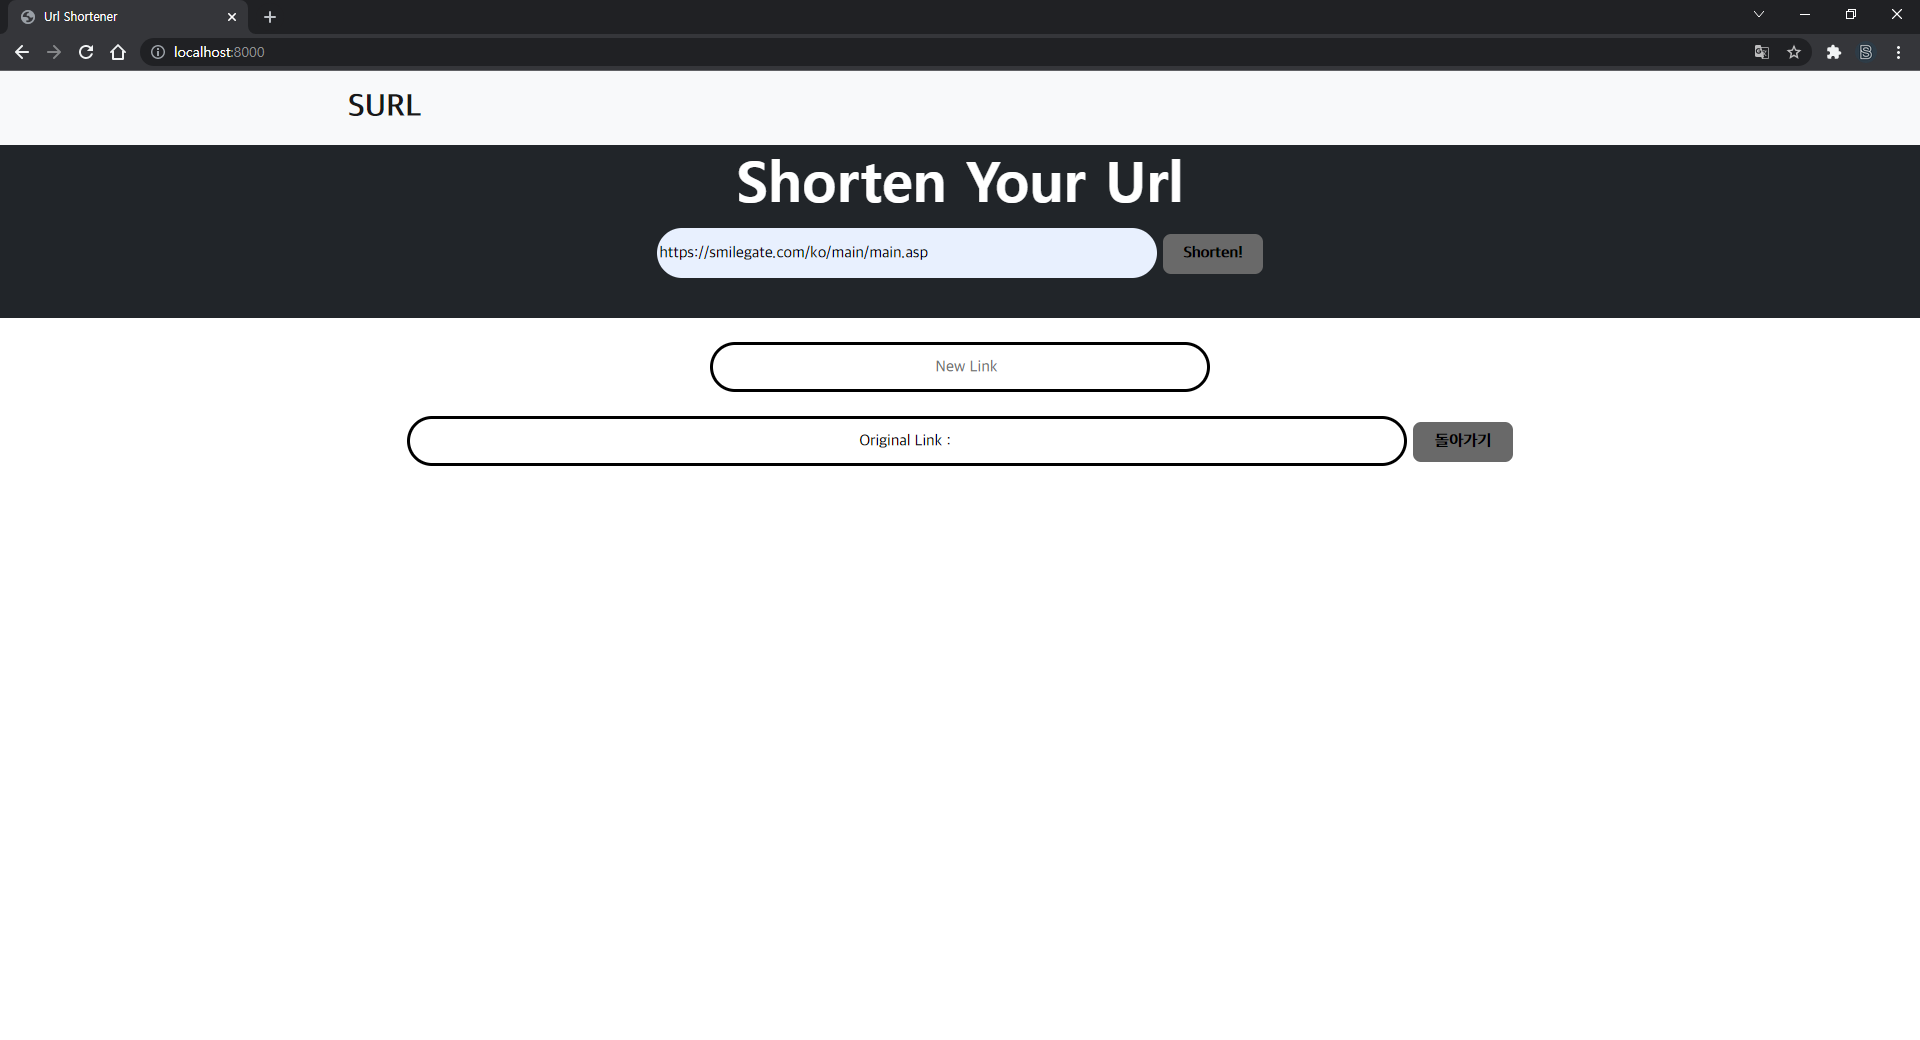 Url Shortener
localhost:8000
SURL
Shorten Your Url
https://smilegate.com/ko/main/main.asp
Shorten!
New Link
Original Link :
돌아가기